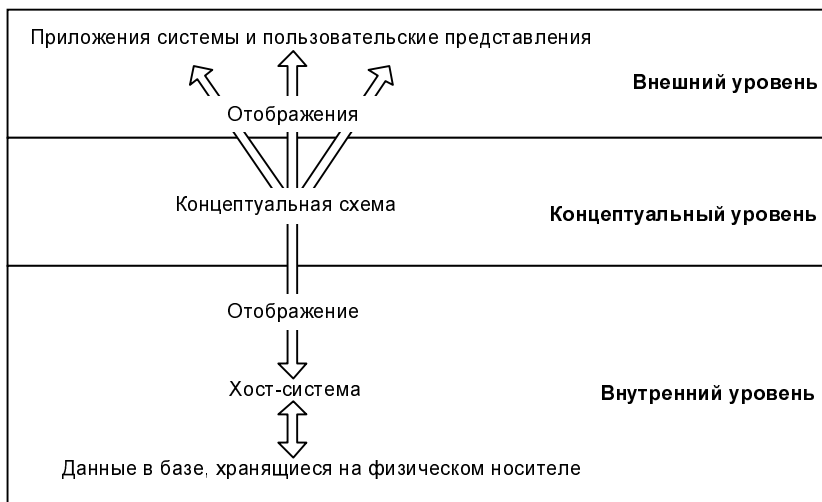 Приложения системы и пользовательские представления
Внешний уровень
Отображения
Концептуальная схема
Концептуальный уровень
Отображение
Хост-система
Внутренний уровень
Данные в базе, хранящиеся на физическом носителе